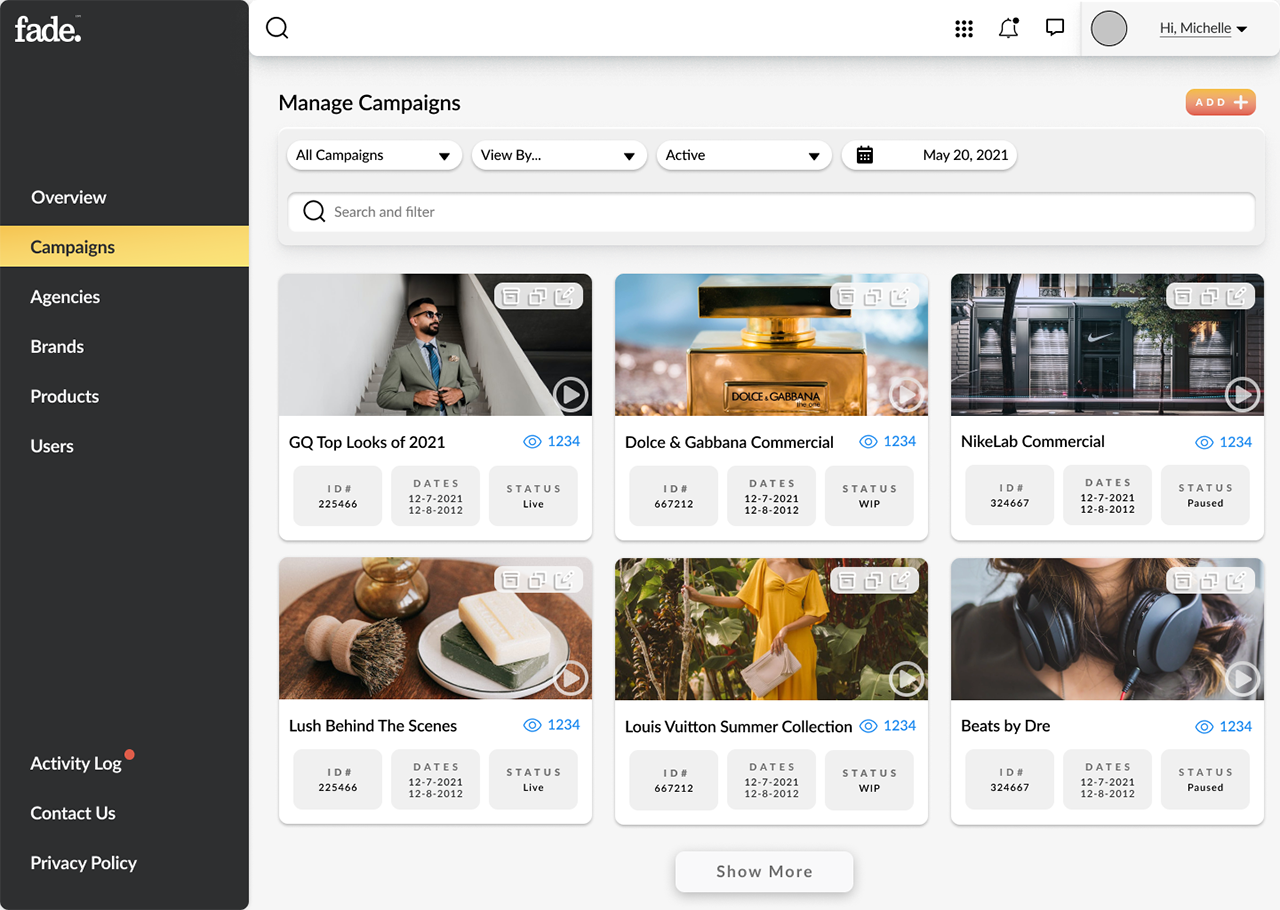 fade.
Hi, Michelle
Overview
Campaigns
Agencies
Brands
Products
Users
Activity Log
Contact Us
Privacy Policy
Manage Campaigns
ADD
All Campaigns
View By...
Active
May 20, 2021
Search and filter
DOLCE & GABBANA
the one
GQ Top Looks of 2021
1234
ID#
225466
DATES
12-7-2021
12-8-2012
STATUS
Live
Dolce & Gabbana Commercial
1234
ID#
667212
DATES
12-7-2021
12-8-2012
STATUS
WIP
NikeLab Commercial
1234
ID#
324667
DATES
12-7-2021
12-8-2012
STATUS
Paused
Lush Behind The Scenes
1234
ID#
225466
DATES
12-7-2021
12-8-2012
STATUS
Live
Louis Vuitton Summer Collection
1234
ID#
667212
DATES
12-7-2021
12-8-2012
STATUS
WIP
Beats by Dre
1234
ID#
324667
DATES
12-7-2021
12-8-2012
STATUS
Paused
Show More